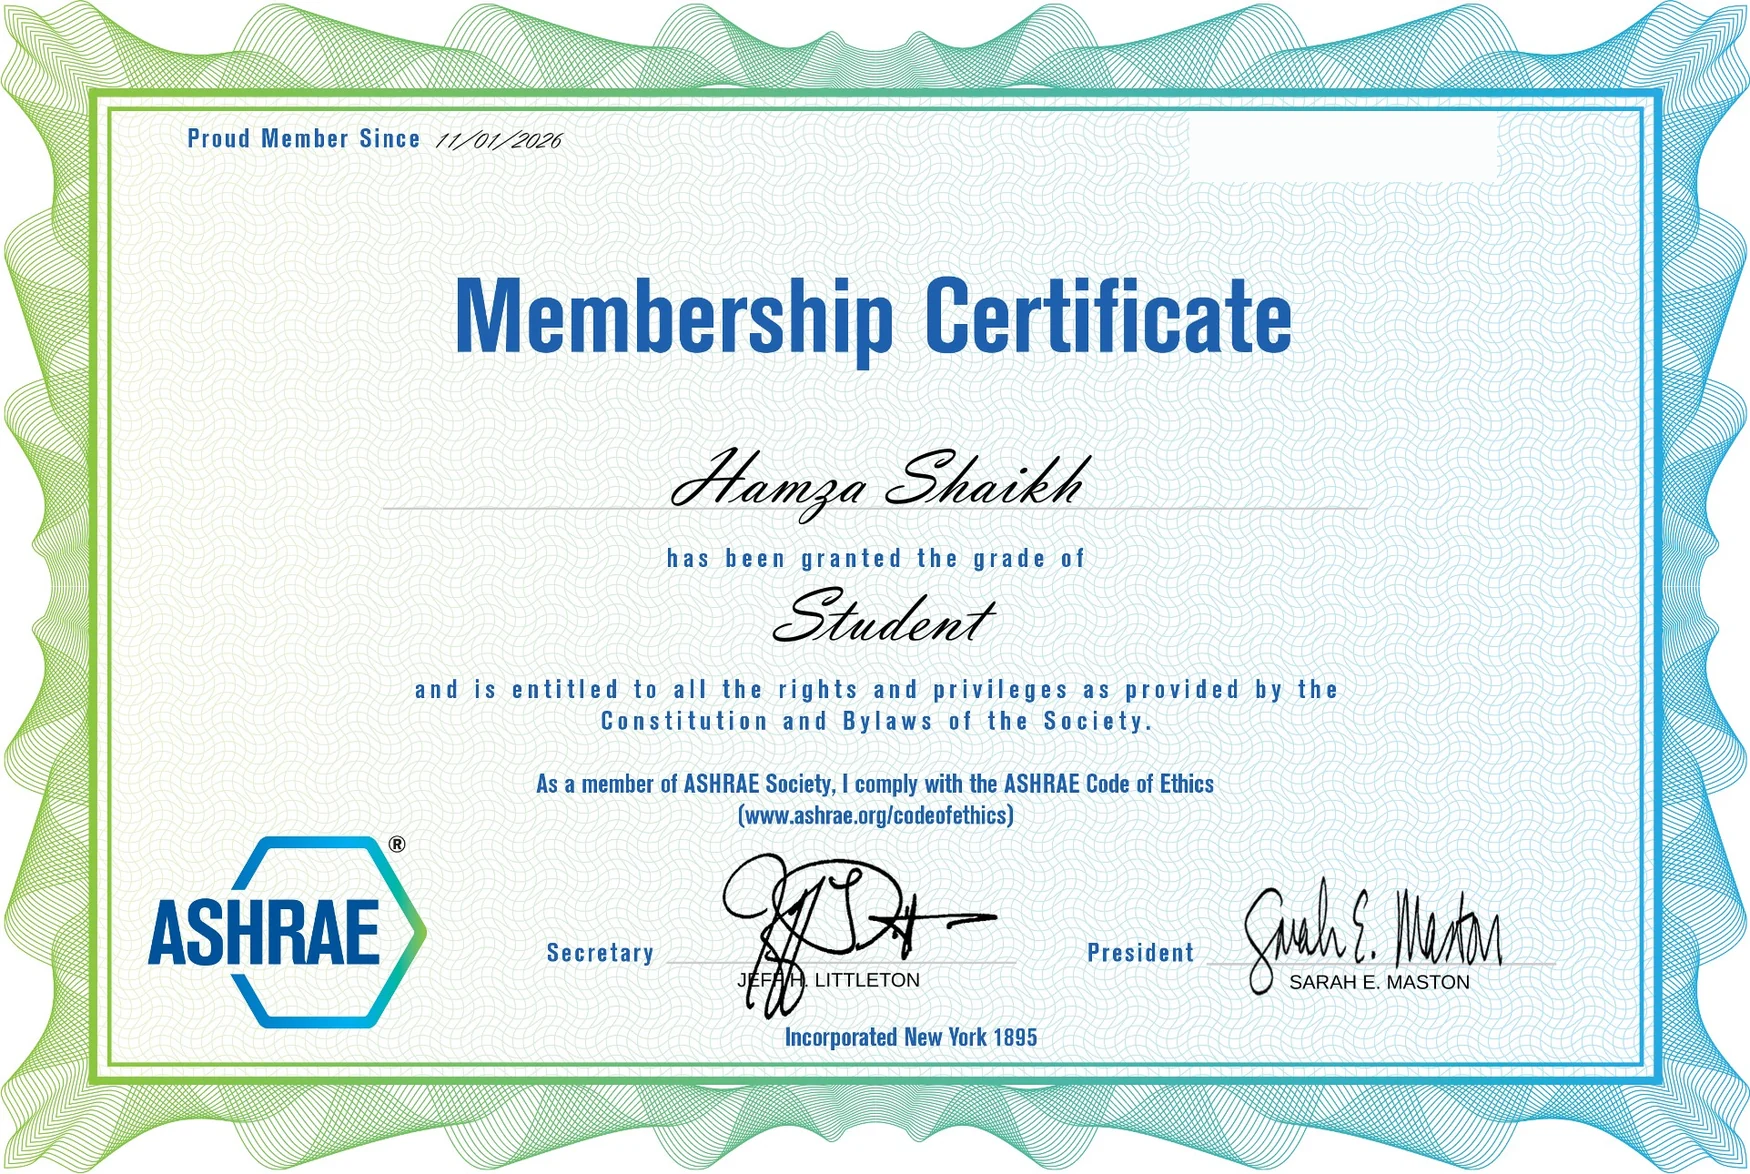 Proud Member Since 11/01/2026
Membership Certificate
Hamza Shaikh
has been granted the grade of
Student
and is entitled to all the rights and privileges as provided by the
Constitution and Bylaws of the Society.
As a member of ASHRAE Society, I comply with the ASHRAE Code of Ethics
(www.ashrae.org/codeofethics)
ASHRAE®
Secretary
JEFF H. LITTLETON
President
Sarah E. Maston
SARAH E. MASTON
Incorporated New York 1895